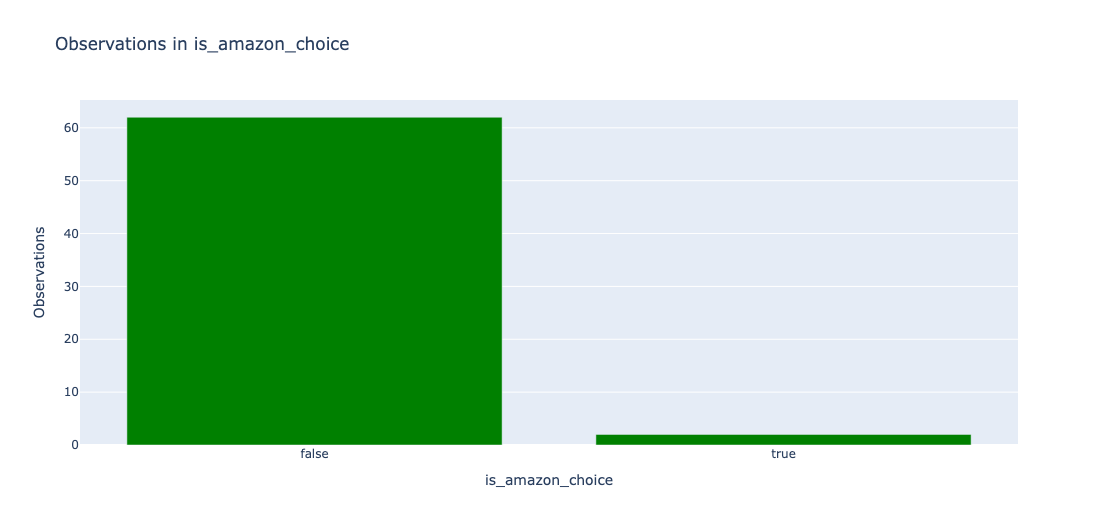 Observations in is_amazon_choice
60
50
40
30
20
10
0
Observations
false
true
is_amazon_choice